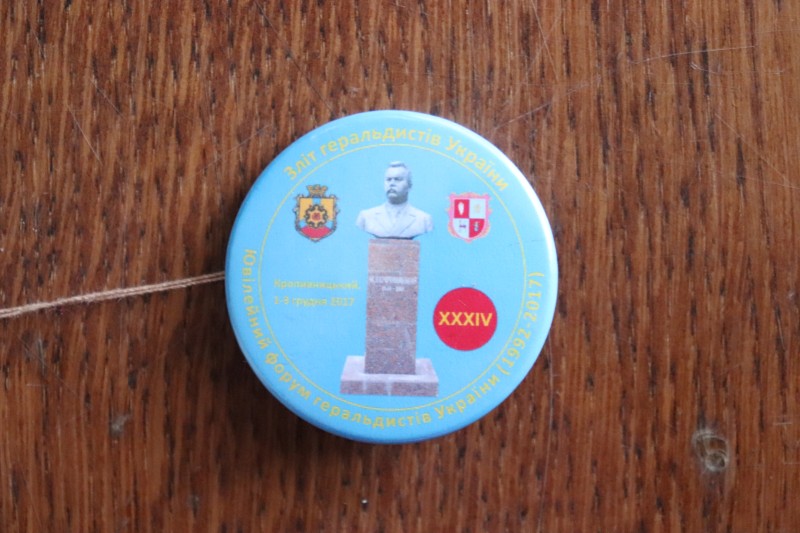 Зліт геральдистів України
Кропивницький,
1-3 грудня 2017
XXXIV
Ювілейний форум геральдистів України (1992-2017)